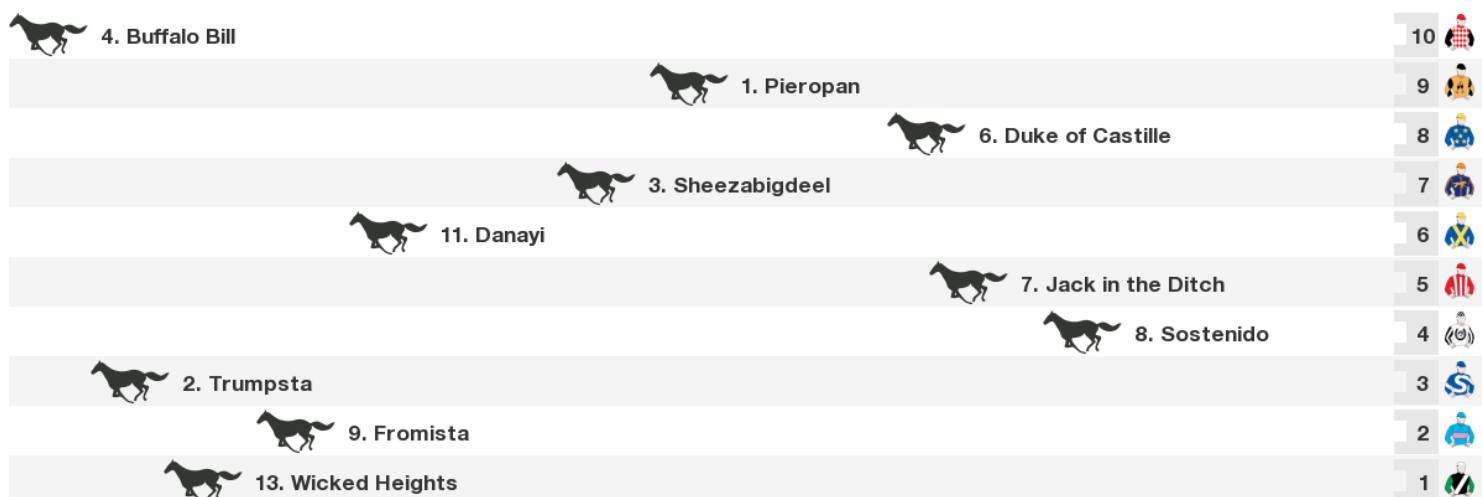 4. Buffalo Bill 10
1. Pieropan 9
6. Duke of Castille 8
3. Sheezabigdeel 7
11. Danayi 6
7. Jack in the Ditch 5
8. Sostenido 4
2. Trumpsta 3
9. Fromista 2
13. Wicked Heights 1